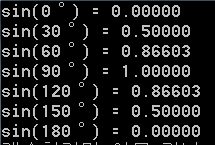 sin(0°) = 0.00000
sin(30°) = 0.50000
sin(60°) = 0.86603
sin(90°) = 1.00000
sin(120°) = 0.86603
sin(150°) = 0.50000
sin(180°) = 0.00000